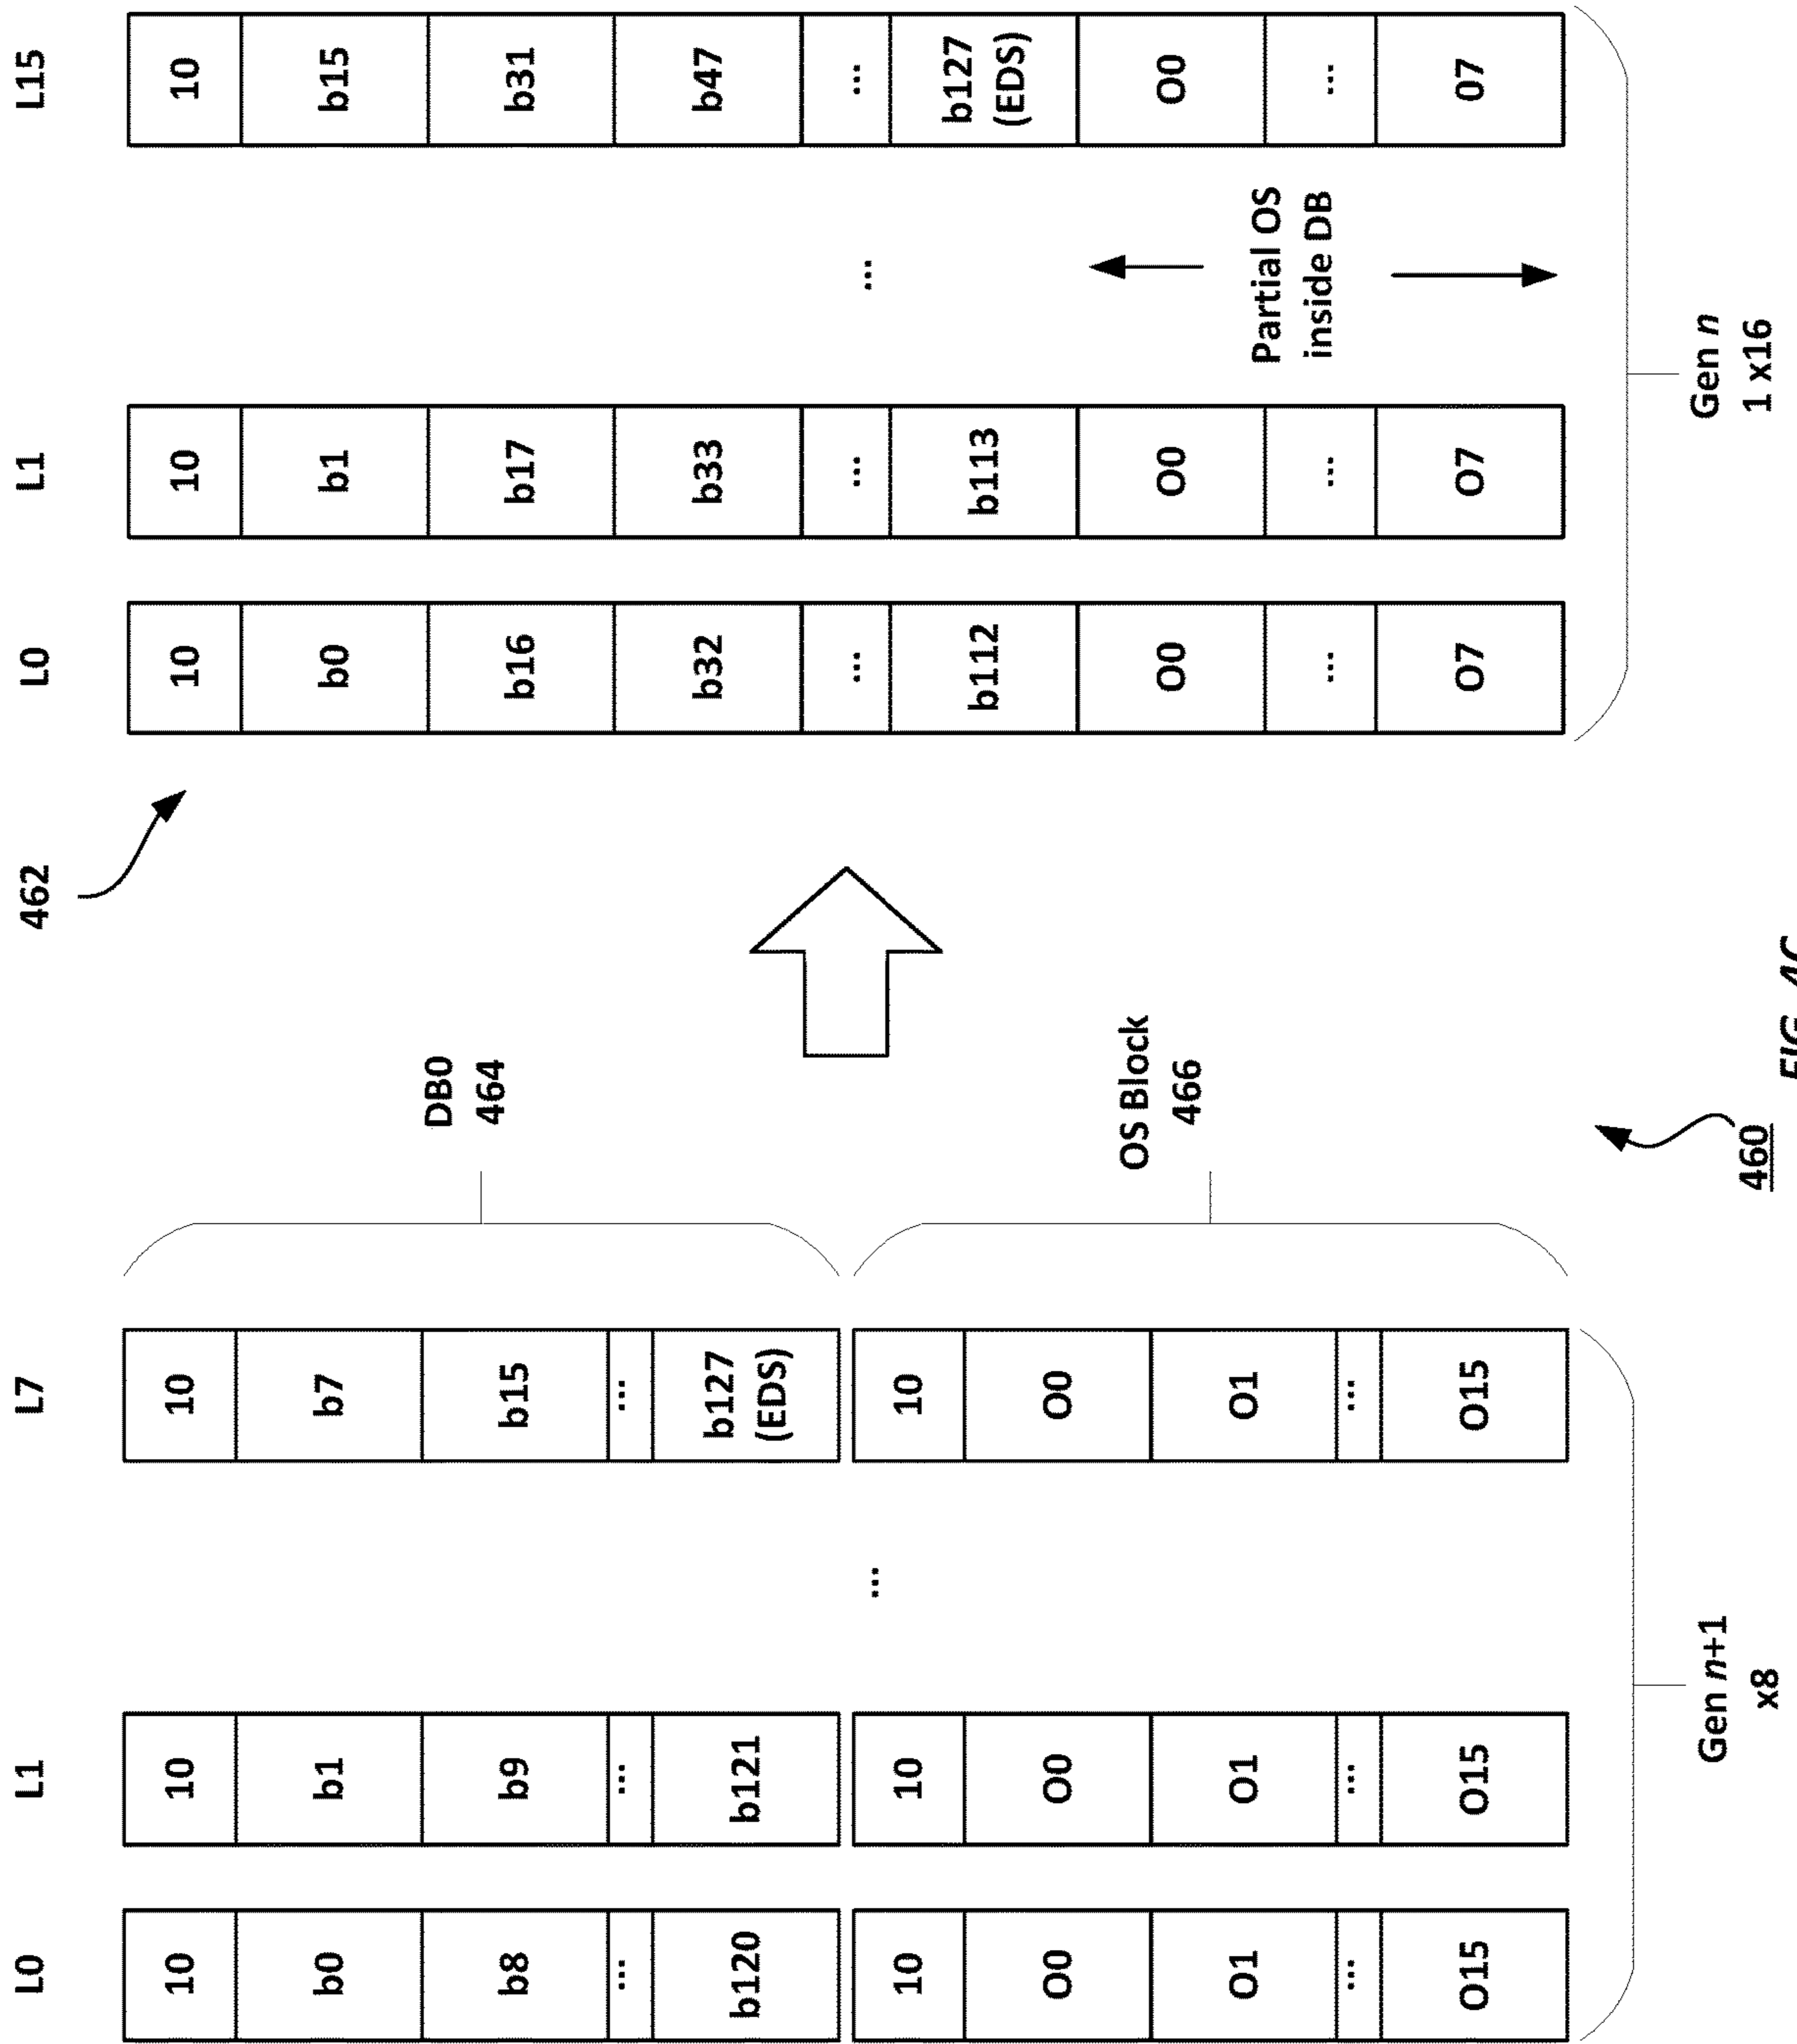 L0 L1 L7
10 10 10
b0 b1 b7
b8 b9 b15
... ... ...
b120 b121 b127
(EDS)
DB0
464
...
10 10 10
O0 O0 O0
O1 O1 O1
... ... ...
O15 O15 O15
OS Block
466
Gen n+1
x8
460
462
L0 L1 L15
10 10 10
b0 b1 b15
b16 b17 b31
b32 b33 b47
... ... ... ...
b112 b113 b127
(EDS)
O0 O0 O0
... ... ...
O7 O7 07
Partial OS
inside DB
Gen n
1 x16
FIG. 4C